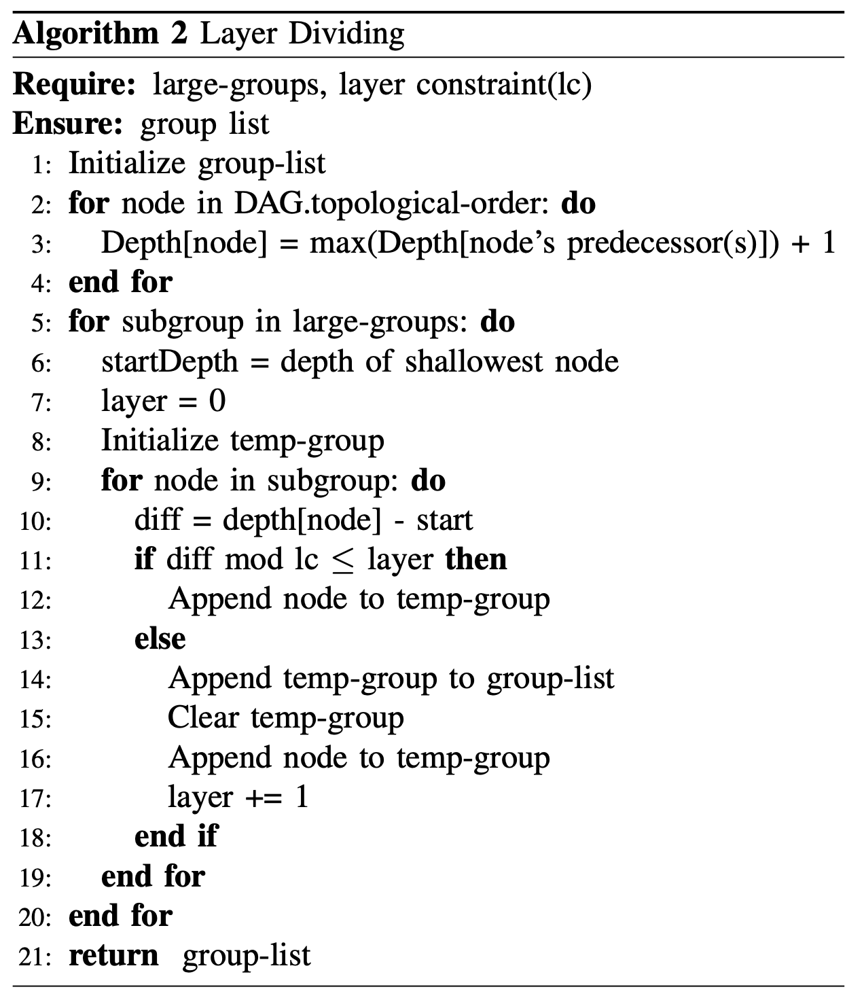 Algorithm 2 Layer Dividing
Require: large-groups, layer constraint(lc)
Ensure: group list
1: Initialize group-list
2: for node in DAG.topological-order: do
3: Depth[node] = max(Depth[node's predecessor(s)]) + 1
4: end for
5: for subgroup in large-groups: do
6: startDepth = depth of shallowest node
7: layer = 0
8: Initialize temp-group
9: for node in subgroup: do
10: diff = depth[node] - start
11: if diff mod lc ≤ layer then
12: Append node to temp-group
13: else
14: Append temp-group to group-list
15: Clear temp-group
16: Append node to temp-group
17: layer += 1
18: end if
19: end for
20: end for
21: return group-list